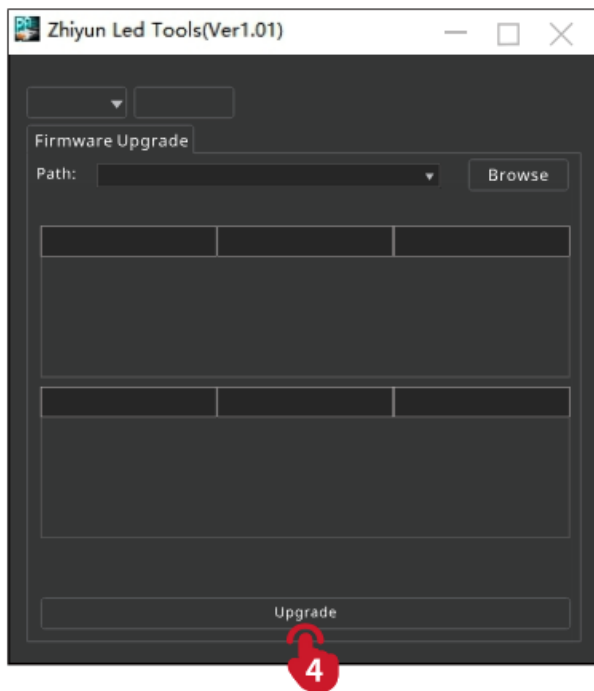 Zhiyun Led Tools(Ver1.01)
Firmware Upgrade
Path:
Browse
Upgrade
4